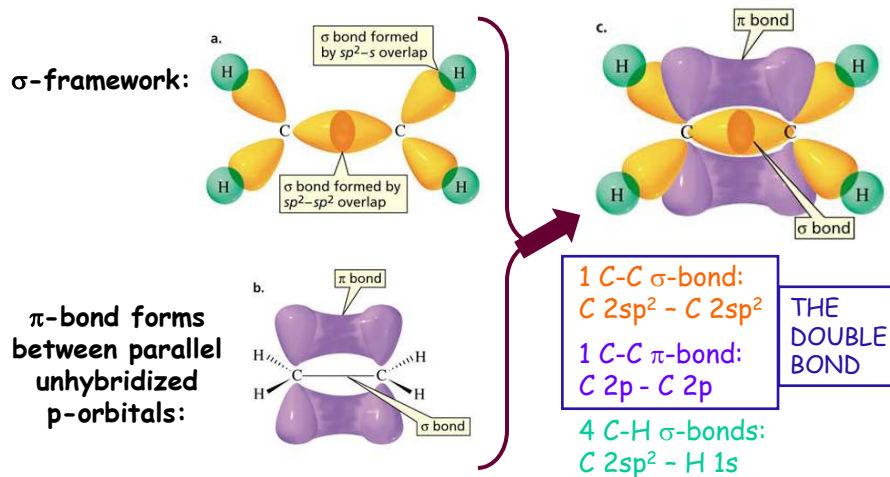 σ-framework:
a.
σ bond formed
by sp²–s overlap
H
H
C
C
H
H
σ bond formed by
sp²–sp² overlap
π-bond forms
between parallel
unhybridized
p-orbitals:
b.
π bond
H
H
C
C
H
H
σ bond
c.
π bond
H
H
C
C
H
H
σ bond
1 C-C σ-bond:
C 2sp² – C 2sp²
1 C-C π-bond:
C 2p - C 2p
THE
DOUBLE
BOND
4 C-H σ-bonds:
C 2sp² – H 1s